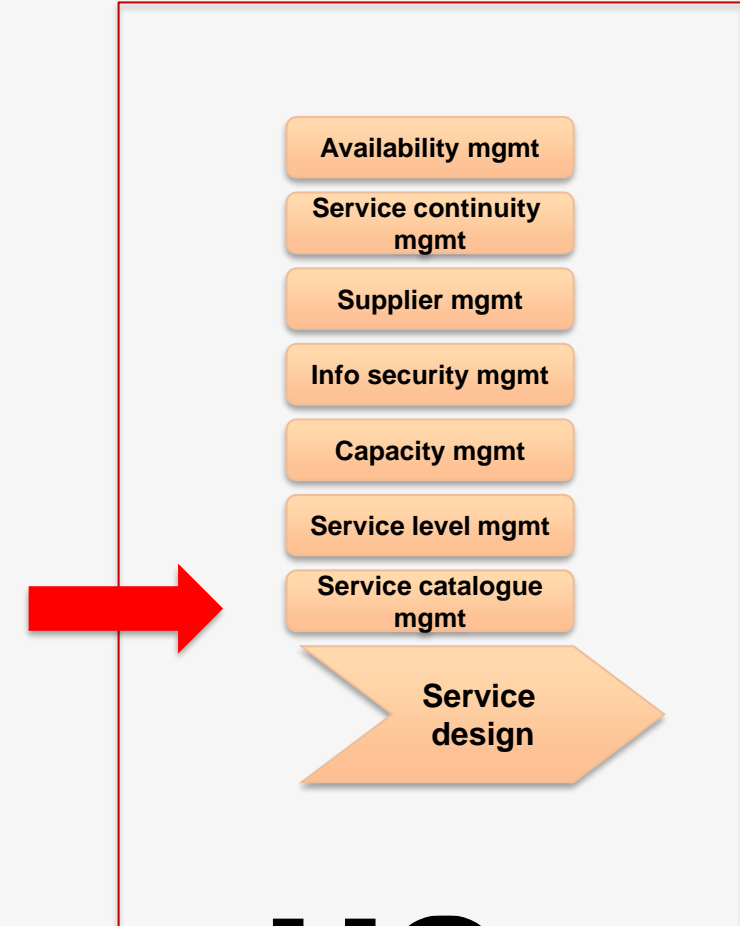 Availability mgmt
Service continuity
mgmt
Supplier mgmt
Info security mgmt
Capacity mgmt
Service level mgmt
Service catalogue
mgmt
Service
design